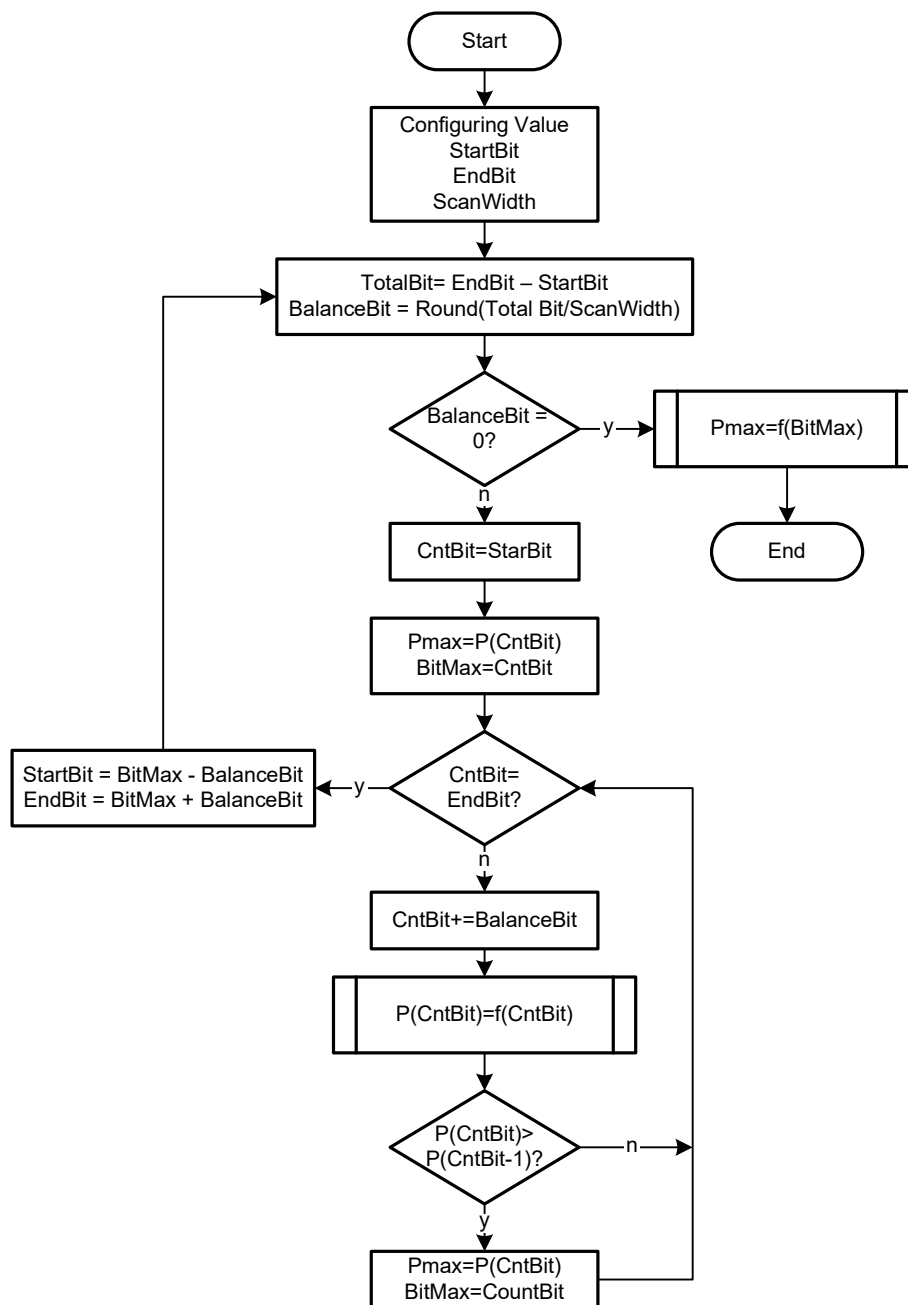 Start
Configuring Value
StartBit
EndBit
ScanWidth
TotalBit= EndBit – StartBit
BalanceBit = Round(Total Bit/ScanWidth)
BalanceBit =
0?
y
Pmax=f(BitMax)
n
CntBit=StarBit
End
Pmax=P(CntBit)
BitMax=CntBit
StartBit = BitMax - BalanceBit
EndBit = BitMax + BalanceBit
y
CntBit=
EndBit?
n
CntBit+=BalanceBit
P(CntBit)=f(CntBit)
P(CntBit)>
P(CntBit-1)?
n
y
Pmax=P(CntBit)
BitMax=CountBit